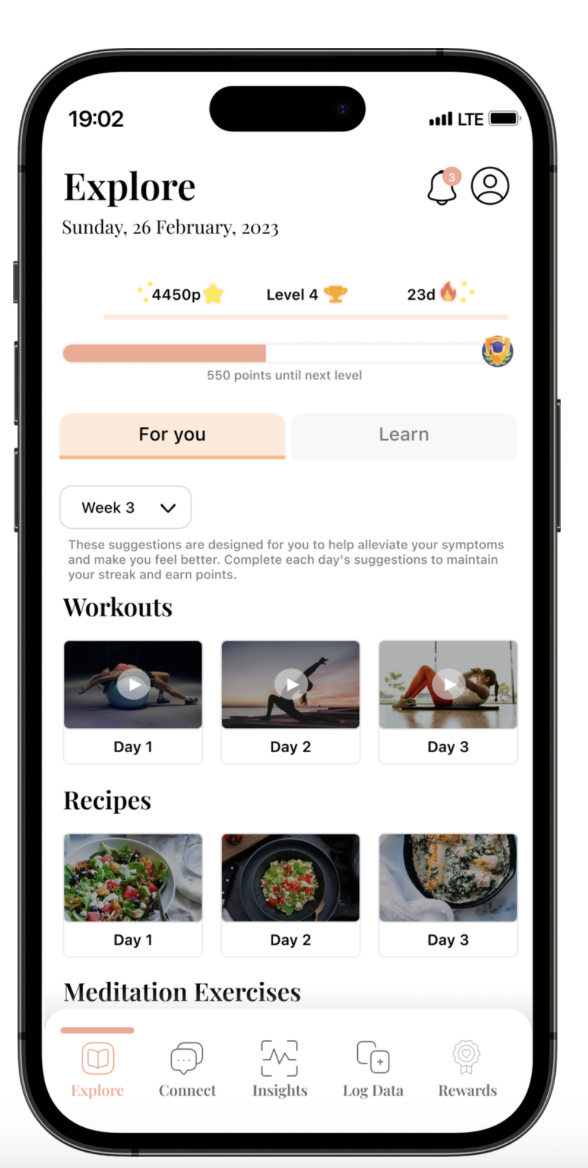 19:02
LTE
Explore
3
Sunday, 26 February, 2023
4450p
Level 4
23d
550 points until next level
For you
Learn
Week 3
These suggestions are designed for you to help alleviate your symptoms
and make you feel better. Complete each day's suggestions to maintain
your streak and earn points.
Workouts
Day 1
Day 2
Day 3
Recipes
Day 1
Day 2
Day 3
Meditation Exercises
Explore
Connect
Insights
Log Data
Rewards